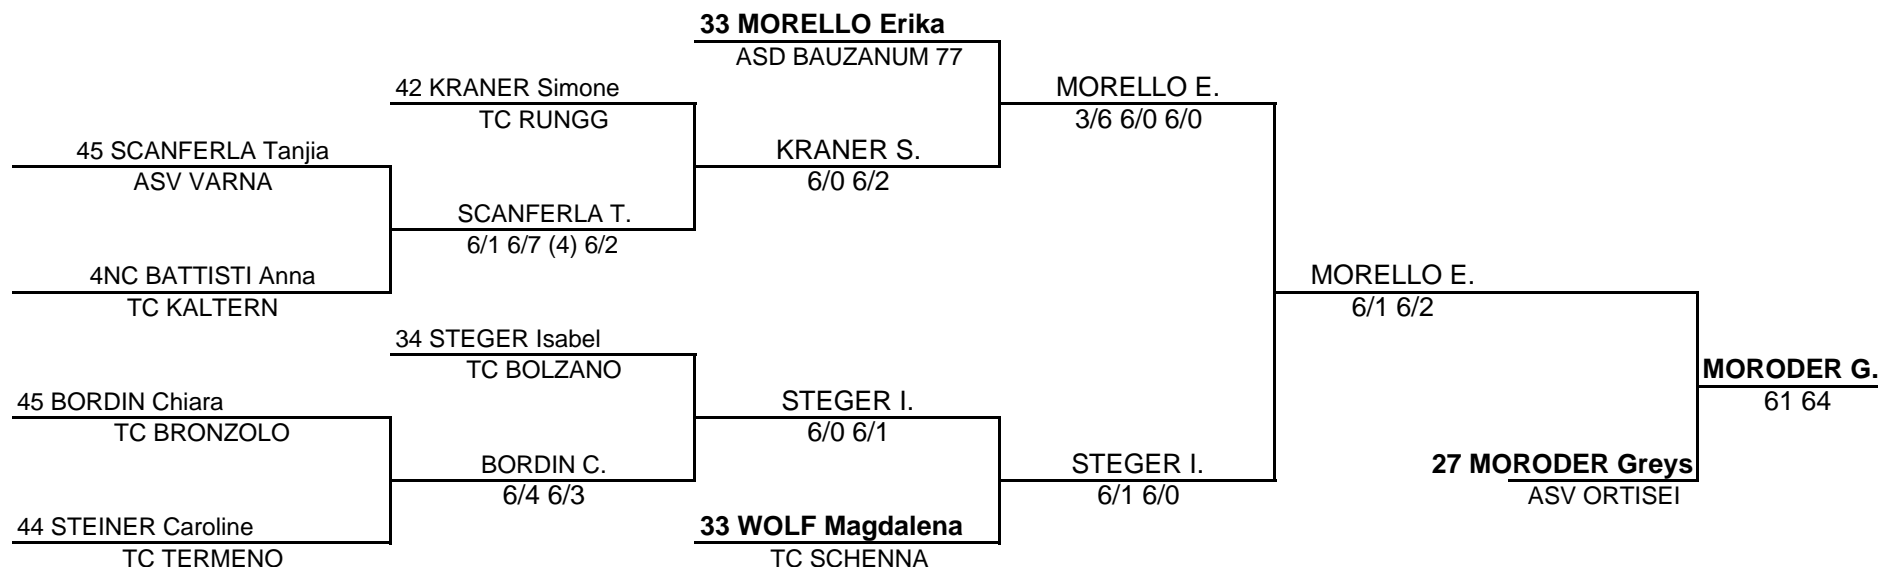 33 MORELLO Erika
ASD BAUZANUM 77
42 KRANER Simone
TC RUNGG
MORELLO E.
3/6 6/0 6/0
45 SCANFERLA Tanjia
ASV VARNA
KRANER S.
6/0 6/2
SCANFERLA T.
6/1 6/7 (4) 6/2
4NC BATTISTI Anna
TC KALTERN
MORELLO E.
6/1 6/2
34 STEGER Isabel
TC BOLZANO
MORODER G.
61 64
45 BORDIN Chiara
TC BRONZOLO
STEGER I.
6/0 6/1
BORDIN C.
6/4 6/3
STEGER I.
6/1 6/0
27 MORODER Greys
ASV ORTISEI
44 STEINER Caroline
TC TERMENO
33 WOLF Magdalena
TC SCHENNA